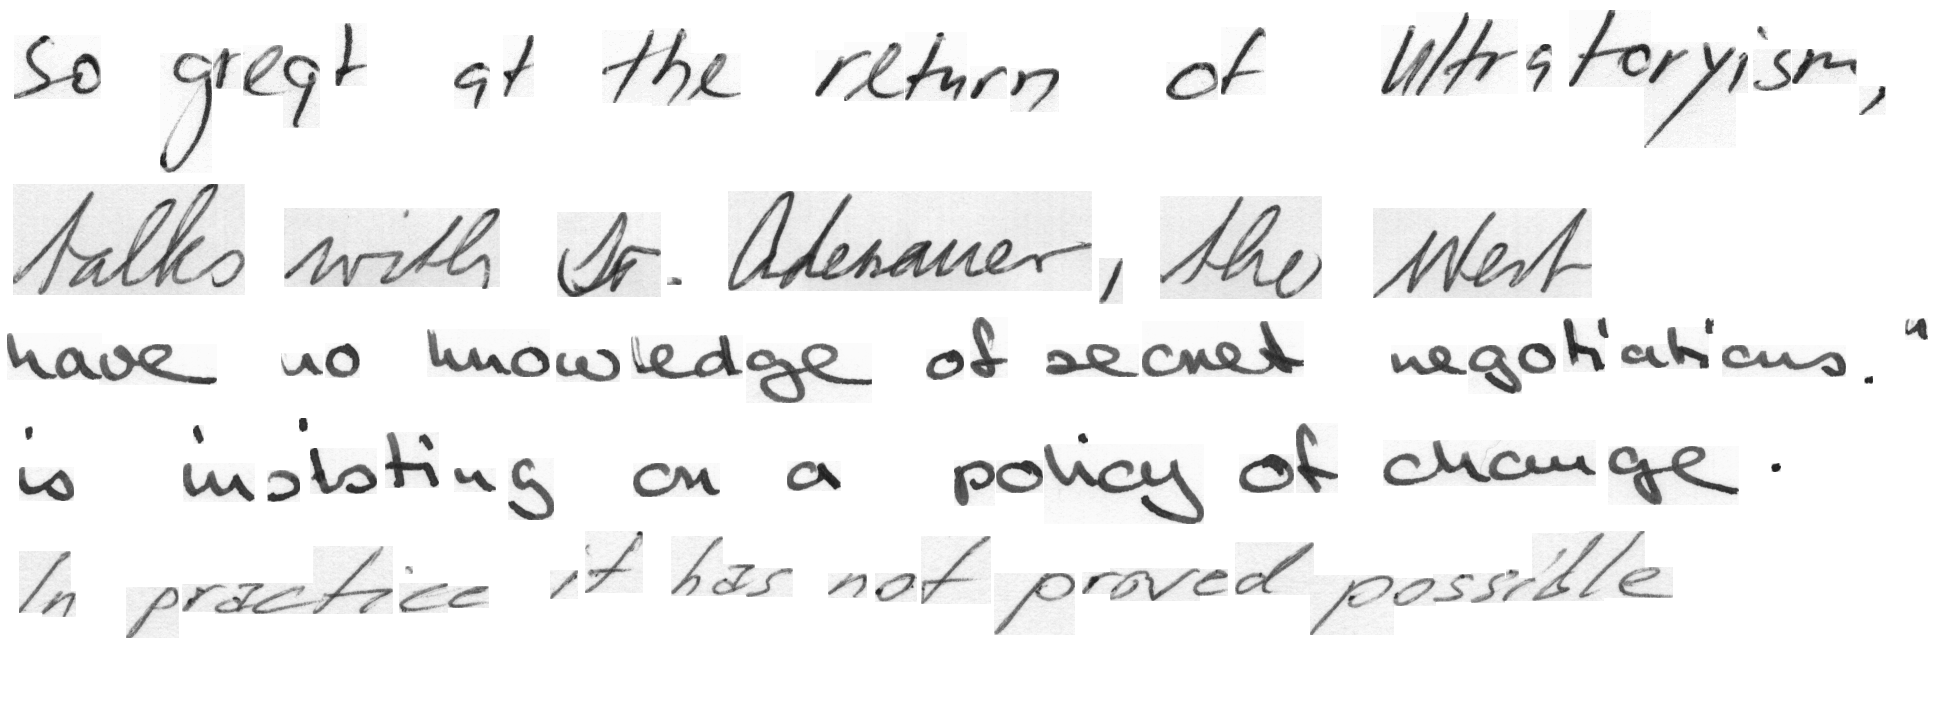 so great at the return of Ultratoryism,
talks with Dr. Adenauer, the West
have no knowledge of secret negotiations."
is insisting on a policy of change.
In practice it has not proved possible